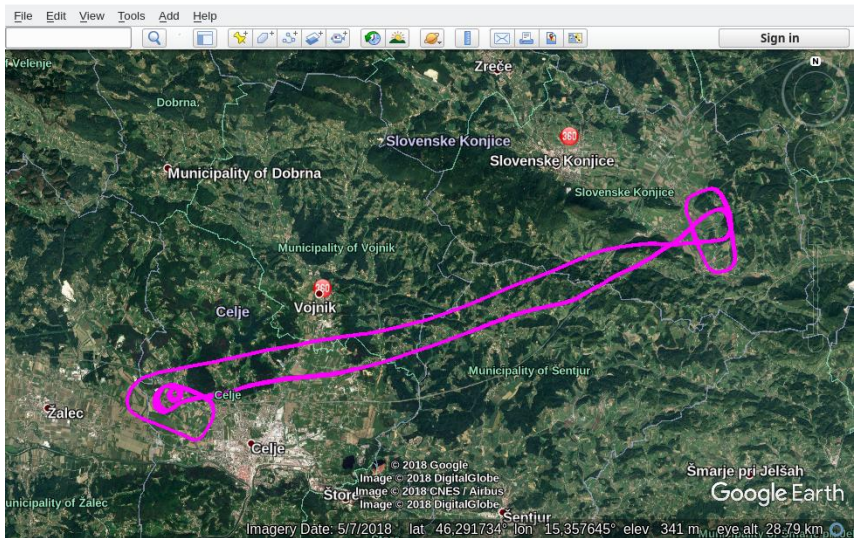 File Edit View Tools Add Help
Sign in
N
of Velenje
Zreče
Dobrna
360
Slovenske Konjice
Slovenske Konjice
Municipality of Dobrna
Slovenske Konjice
Municipality of Vojnik
360
Celje
Vojnik
Municipality of Šentjur
Celje
Žalec
Celje
© 2018 Google
Image © 2018 DigitalGlobe
Image © 2018 CNES / Airbus
Image © 2018 DigitalGlobe
Šmarje pri Jelšah
Google Earth
unicipality of Žalec
Štore
Šentjur
Imagery Date: 5/7/2018 lat 46,291734° lon 15,357645° elev 341 m eye alt 28.79 km